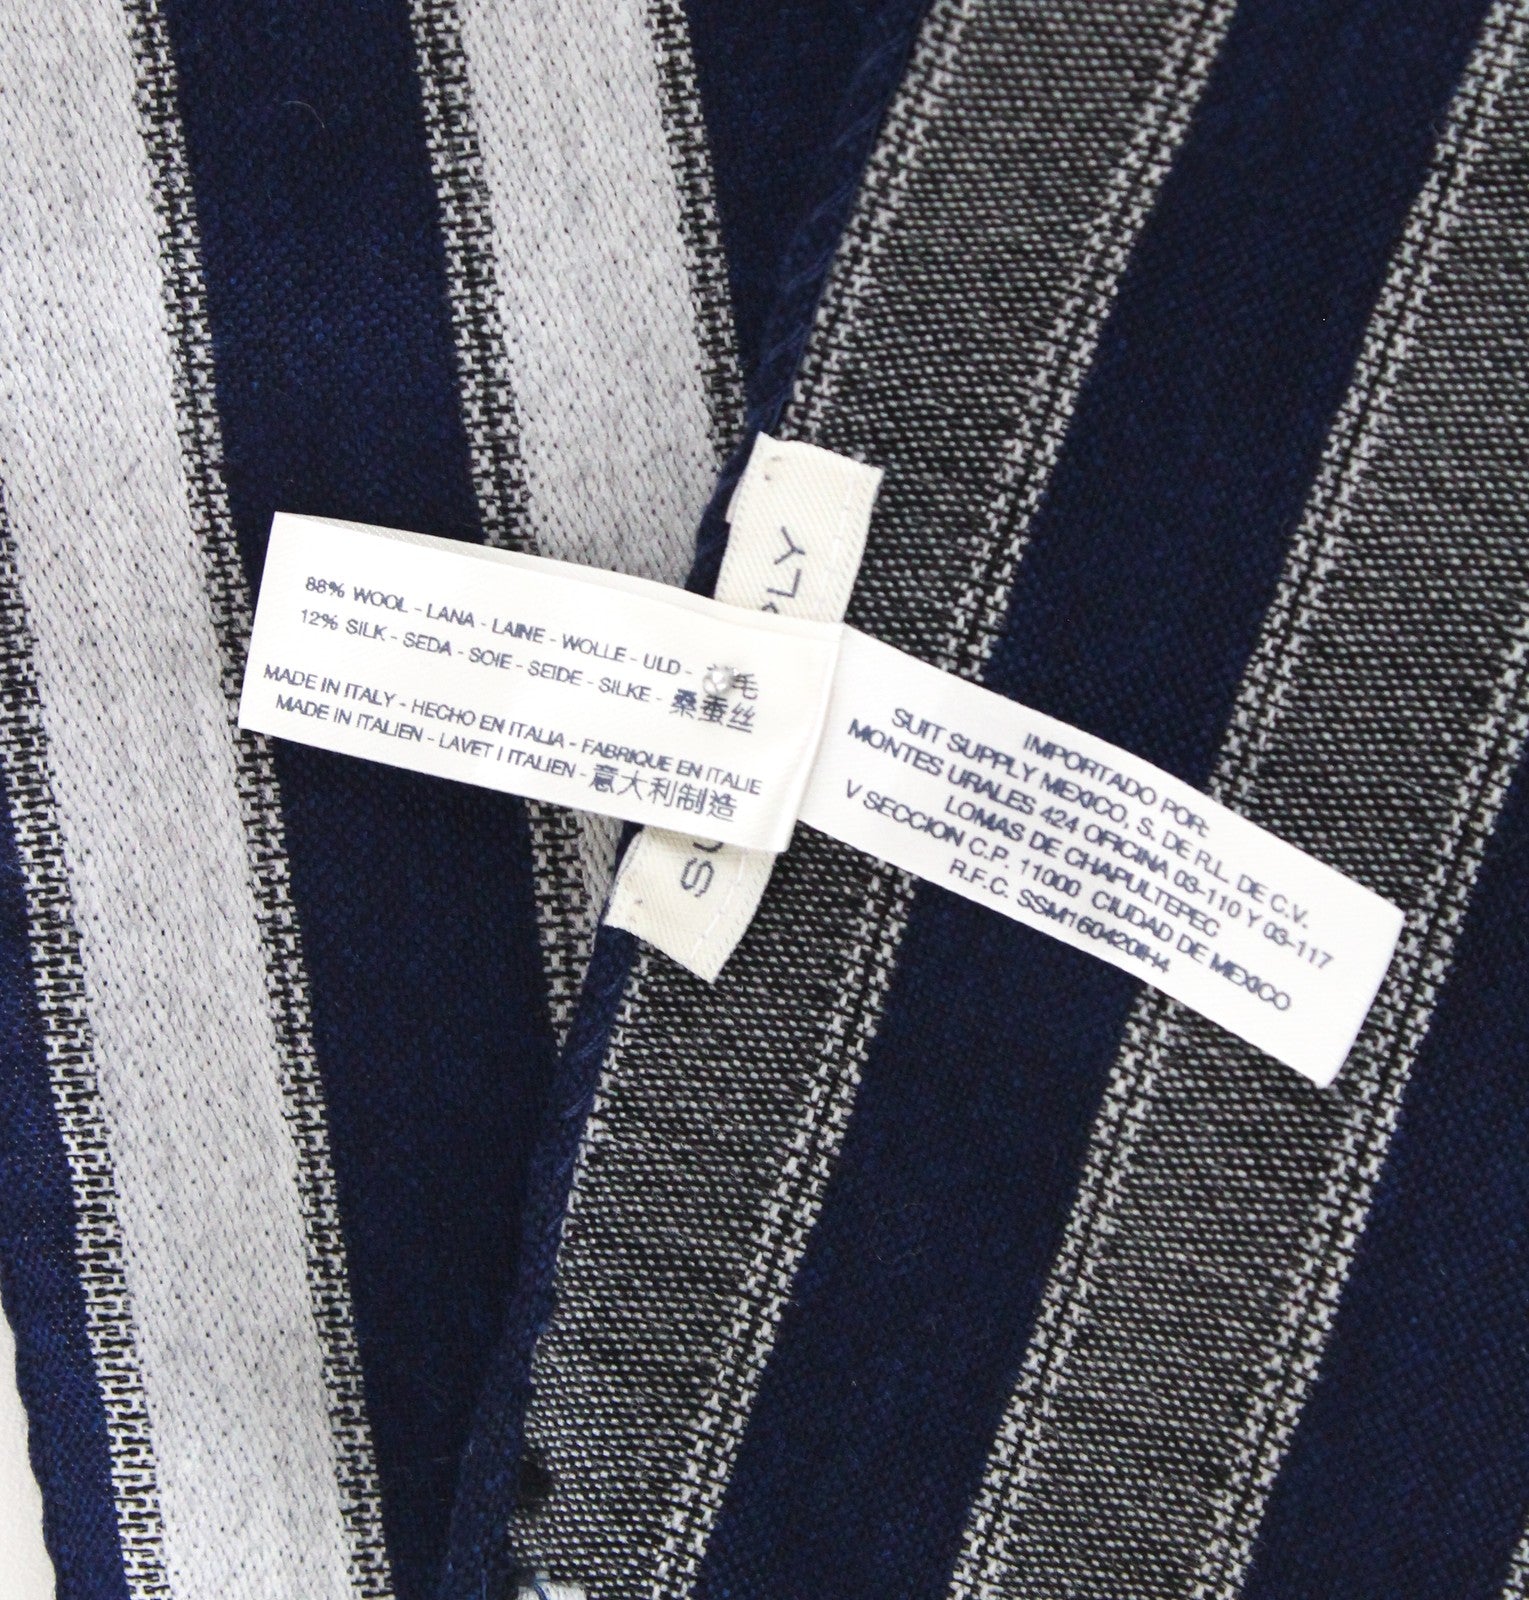 88% WOOL - LANA - LAINE - WOLLE - ULD - 毛
12% SILK - SEDA - SOIE - SEIDE - SILKE - 桑蚕丝
MADE IN ITALY - HECHO EN ITALIA - FABRIQUE EN ITALIE
MADE IN ITALIEN - LAVET I ITALIEN - 意大利制造
IMPORTADO POR:
SUIT SUPPLY MEXICO, S. DE R.L. DE C.V.
MONTES URALES 424 OFICINA 03-110 Y 03-117
LOMAS DE CHAPULTEPEC
V SECCION C.P. 11000 CIUDAD DE MEXICO
R.F.C. SSM160420IH4